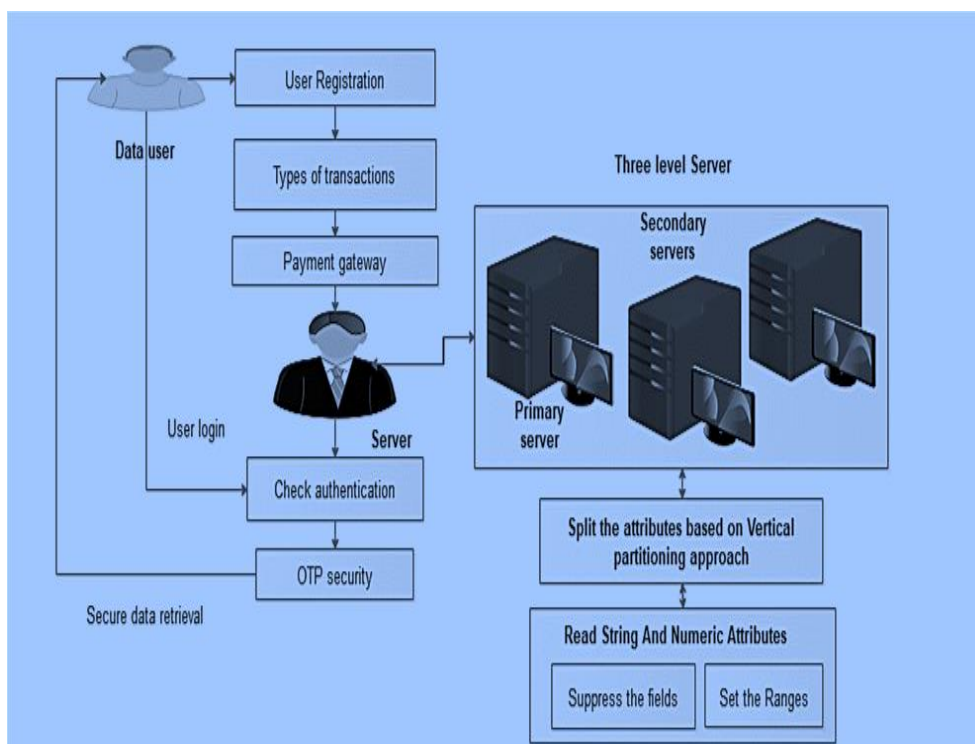 User Registration
Data user
Types of transactions
Three level Server
Payment gateway
Secondary
servers
Primary
server
User login
Server
Check authentication
Split the attributes based on Vertical
partitioning approach
OTP security
Secure data retrieval
Read String And Numeric Attributes
Suppress the fields
Set the Ranges